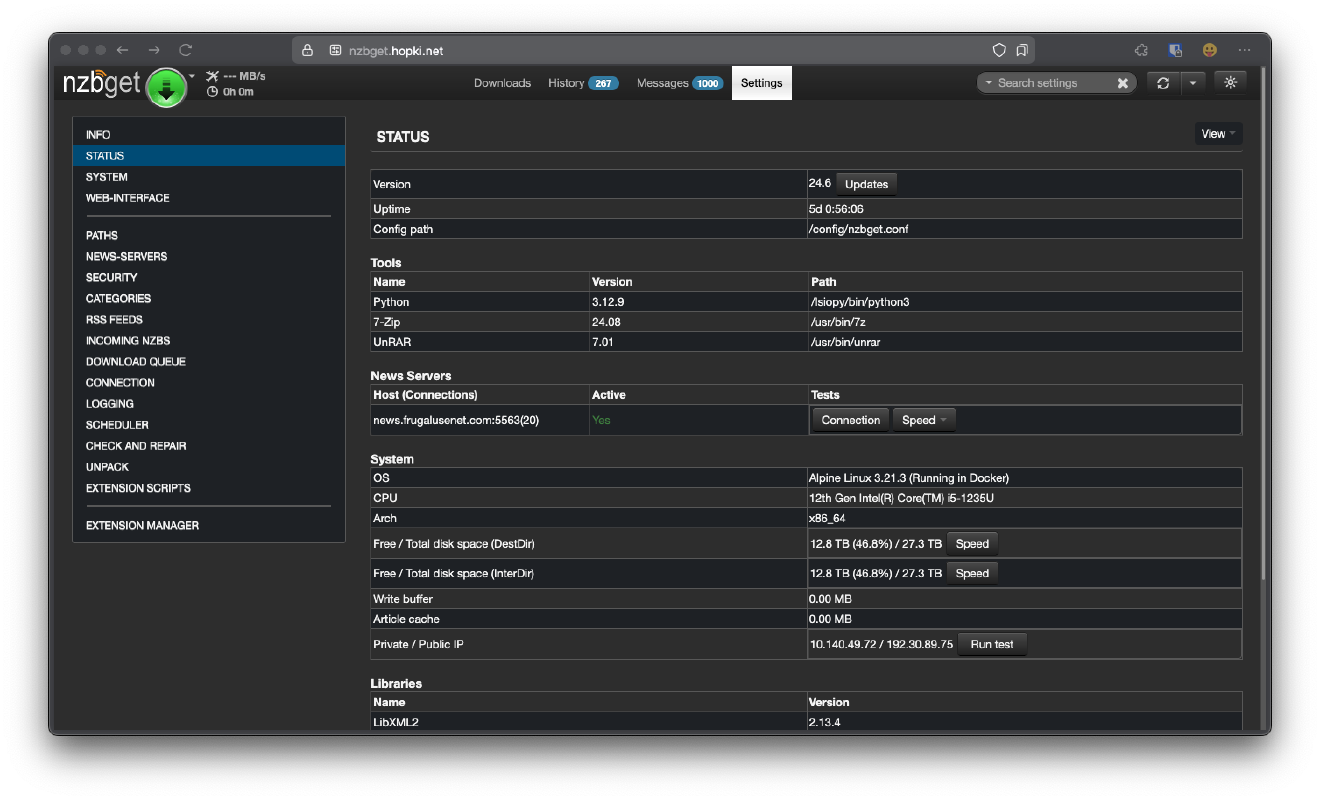 nzbget.hopki.net
nzbget
--- MB/s
0h 0m
Downloads
History 267
Messages 1000
Settings
Search settings
INFO
STATUS
SYSTEM
WEB-INTERFACE
PATHS
NEWS-SERVERS
SECURITY
CATEGORIES
RSS FEEDS
INCOMING NZBS
DOWNLOAD QUEUE
CONNECTION
LOGGING
SCHEDULER
CHECK AND REPAIR
UNPACK
EXTENSION SCRIPTS
EXTENSION MANAGER
STATUS
View
Version 24.6 Updates
Uptime 5d 0:56:06
Config path /config/nzbget.conf
Tools
Name Version Path
Python 3.12.9 /lsiopy/bin/python3
7-Zip 24.08 /usr/bin/7z
UnRAR 7.01 /usr/bin/unrar
News Servers
Host (Connections) Active Tests
news.frugalusenet.com:5563(20) Yes Connection Speed
System
OS Alpine Linux 3.21.3 (Running in Docker)
CPU 12th Gen Intel(R) Core(TM) i5-1235U
Arch x86_64
Free / Total disk space (DestDir) 12.8 TB (46.8%) / 27.3 TB Speed
Free / Total disk space (InterDir) 12.8 TB (46.8%) / 27.3 TB Speed
Write buffer 0.00 MB
Article cache 0.00 MB
Private / Public IP 10.140.49.72 / 192.30.89.75 Run test
Libraries
Name Version
LibXML2 2.13.4